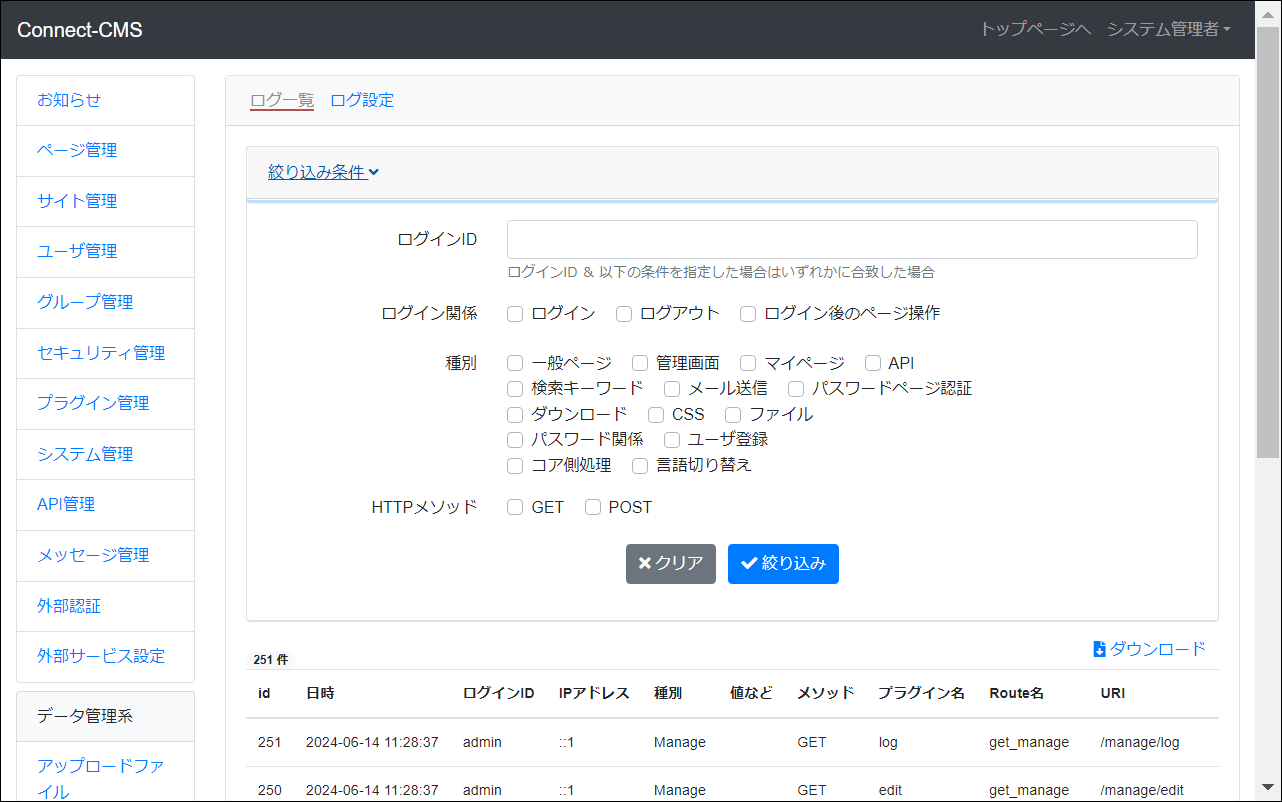 Connect-CMS
トップページへ システム管理者
お知らせ
ページ管理
サイト管理
ユーザ管理
グループ管理
セキュリティ管理
プラグイン管理
システム管理
API管理
メッセージ管理
外部認証
外部サービス設定
データ管理系
アップロードファ
イル
ログ一覧 ログ設定
絞り込み条件
ログインID
ログインID & 以下の条件を指定した場合はいずれかに合致した場合
ログイン関係 ログイン ログアウト ログイン後のページ操作
種別 一般ページ 管理画面 マイページ API
検索キーワード メール送信 パスワードページ認証
ダウンロード CSS ファイル
パスワード関係 ユーザ登録
コア側処理 言語切り替え
HTTPメソッド GET POST
クリア 絞り込み
251 件 ダウンロード
id 日時 ログインID IPアドレス 種別 値など メソッド プラグイン名 Route名 URI
251 2024-06-14 11:28:37 admin ::1 Manage GET log get_manage /manage/log
250 2024-06-14 11:28:37 admin ::1 Manage GET edit get_manage /manage/edit